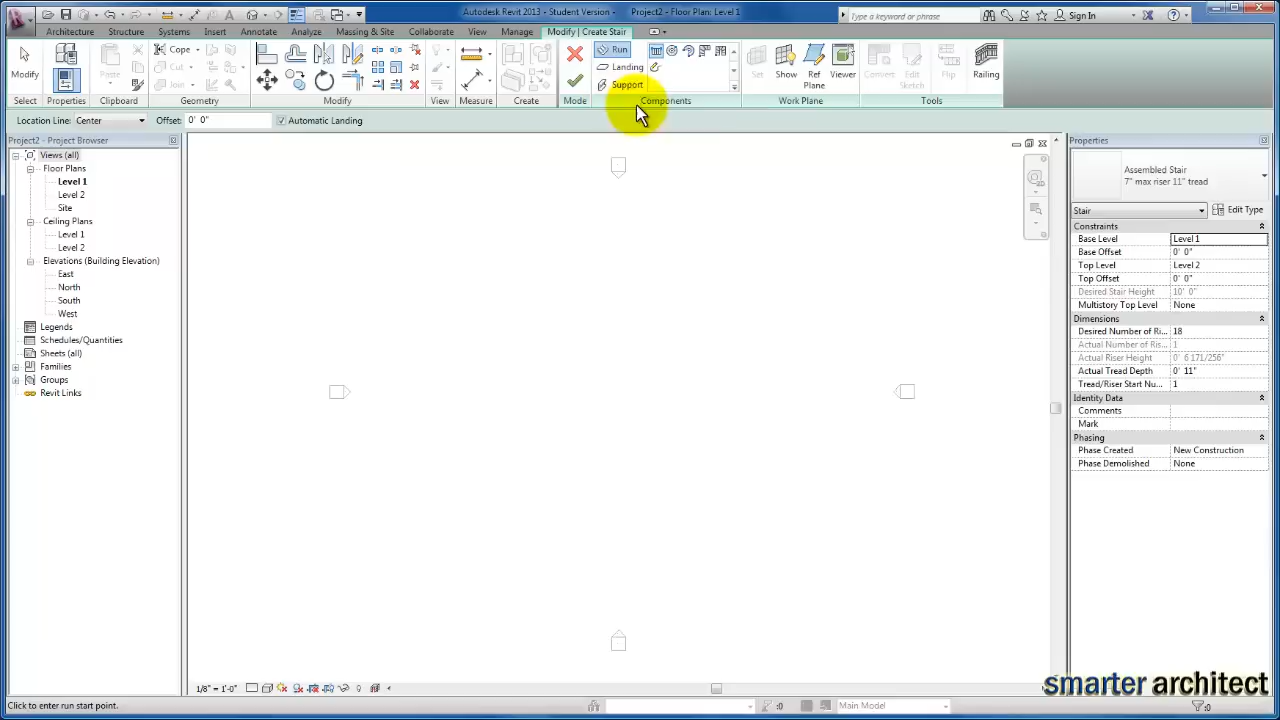 Autodesk Revit 2013 - Student Version -    Project2 - Floor Plan: Level 1
Type a keyword or phrase
Sign In
Architecture Structure Systems Insert Annotate Analyze Massing & Site Collaborate View Manage Modify | Create Stair
Modify
Paste
Cope
Cut
Join
Run
Landing
Support
Set Show Ref Plane Viewer Convert Edit Sketch Flip Railing
Select Properties Clipboard Geometry Modify View Measure Create Mode Components Work Plane Tools
Location Line: Center Offset: 0' 0" Automatic Landing
Project2 - Project Browser
Views (all)
Floor Plans
Level 1
Level 2
Site
Ceiling Plans
Level 1
Level 2
Elevations (Building Elevation)
East
North
South
West
Legends
Schedules/Quantities
Sheets (all)
Families
Groups
Revit Links
Properties
Assembled Stair
7" max riser 11" tread
Stair Edit Type
Constraints
Base Level Level 1
Base Offset 0' 0"
Top Level Level 2
Top Offset 0' 0"
Desired Stair Height 10' 0"
Multistory Top Level None
Dimensions
Desired Number of Ri... 18
Actual Number of Ris... 1
Actual Riser Height 0' 6 171/256"
Actual Tread Depth 0' 11"
Tread/Riser Start Nu... 1
Identity Data
Comments
Mark
Phasing
Phase Created New Construction
Phase Demolished None
1/8" = 1'-0"
Click to enter run start point.
:0
Main Model
:0
smarter architect